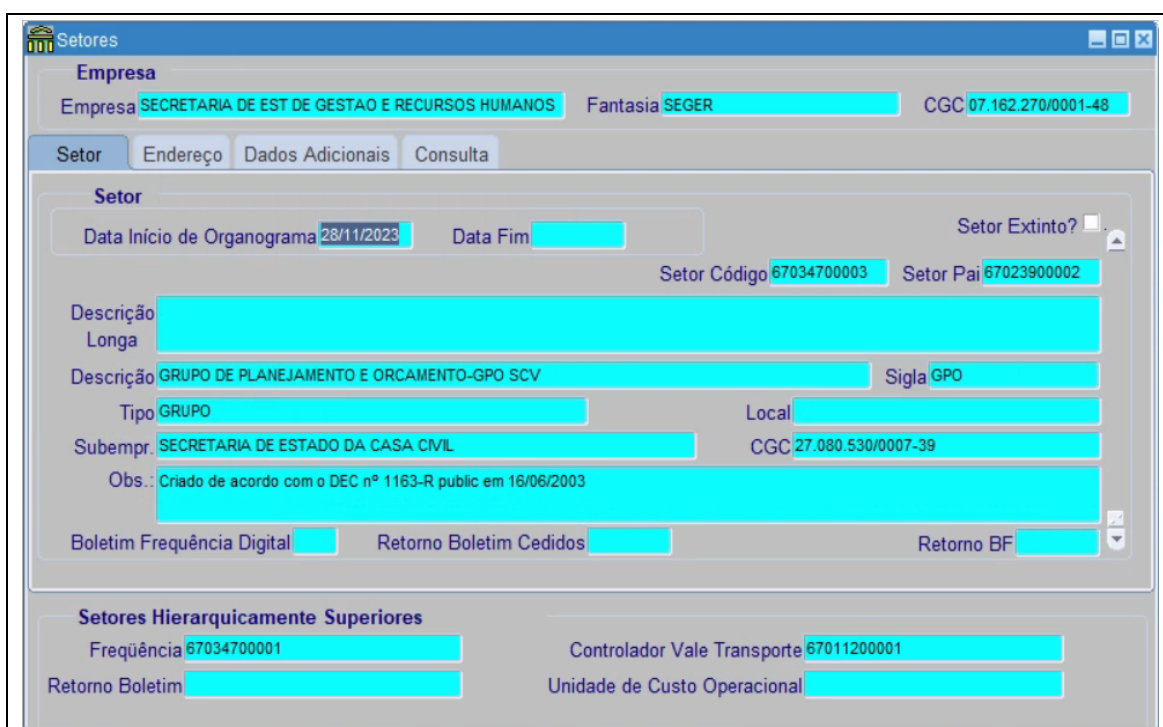 Setores
Empresa
Empresa SECRETARIA DE EST DE GESTAO E RECURSOS HUMANOS Fantasia SEGER CGC 07.162.270/0001-48
Setor Endereço Dados Adicionais Consulta
Setor
Data Início de Organograma 28/11/2023 Data Fim Setor Extinto? .
Setor Código 67034700003 Setor Pai 67023900002
Descrição
Longa
Descrição GRUPO DE PLANEJAMENTO E ORCAMENTO-GPO SCV Sigla GPO
Tipo GRUPO Local
Subempr. SECRETARIA DE ESTADO DA CASA CIVIL CGC 27.080.530/0007-39
Obs.: Criado de acordo com o DEC nº 1163-R public em 16/06/2003
Boletim Frequência Digital Retorno Boletim Cedidos Retorno BF
Setores Hierarquicamente Superiores
Freqüência 67034700001 Controlador Vale Transporte 67011200001
Retorno Boletim Unidade de Custo Operacional